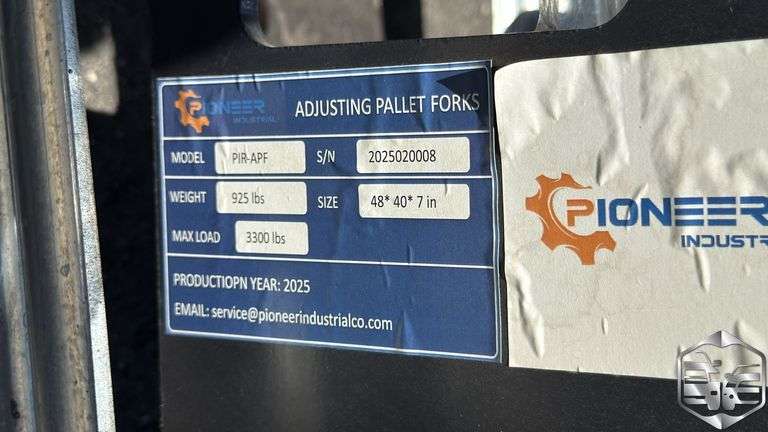 PIONEER
INDUSTRIAL
ADJUSTING PALLET FORKS
MODEL PIR-APF S/N 2025020008
WEIGHT 925 lbs SIZE 48* 40* 7 in
MAX LOAD 3300 lbs
PRODUCTIOPN YEAR: 2025
EMAIL: service@pioneerindustrialco.com
PIONEER
INDUSTR